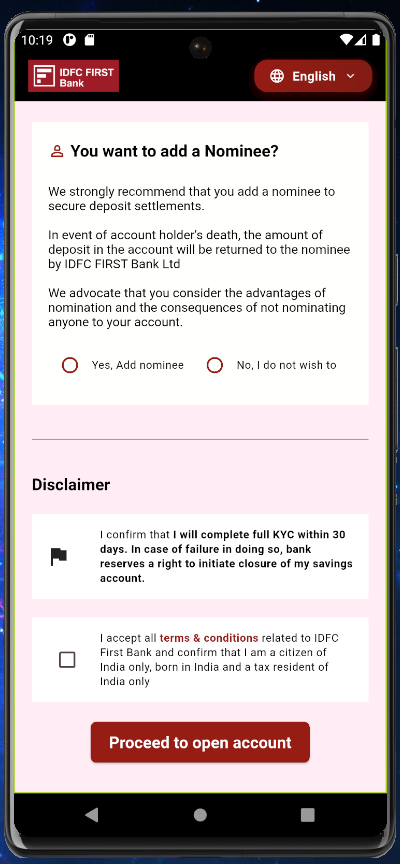 10:19
IDFC FIRST
Bank
English
You want to add a Nominee?
We strongly recommend that you add a nominee to
secure deposit settlements.
In event of account holder's death, the amount of
deposit in the account will be returned to the nominee
by IDFC FIRST Bank Ltd
We advocate that you consider the advantages of
nomination and the consequences of not nominating
anyone to your account.
Yes, Add nominee
No, I do not wish to
Disclaimer
I confirm that I will complete full KYC within 30
days. In case of failure in doing so, bank
reserves a right to initiate closure of my savings
account.
I accept all terms & conditions related to IDFC
First Bank and confirm that I am a citizen of
India only, born in India and a tax resident of
India only
Proceed to open account